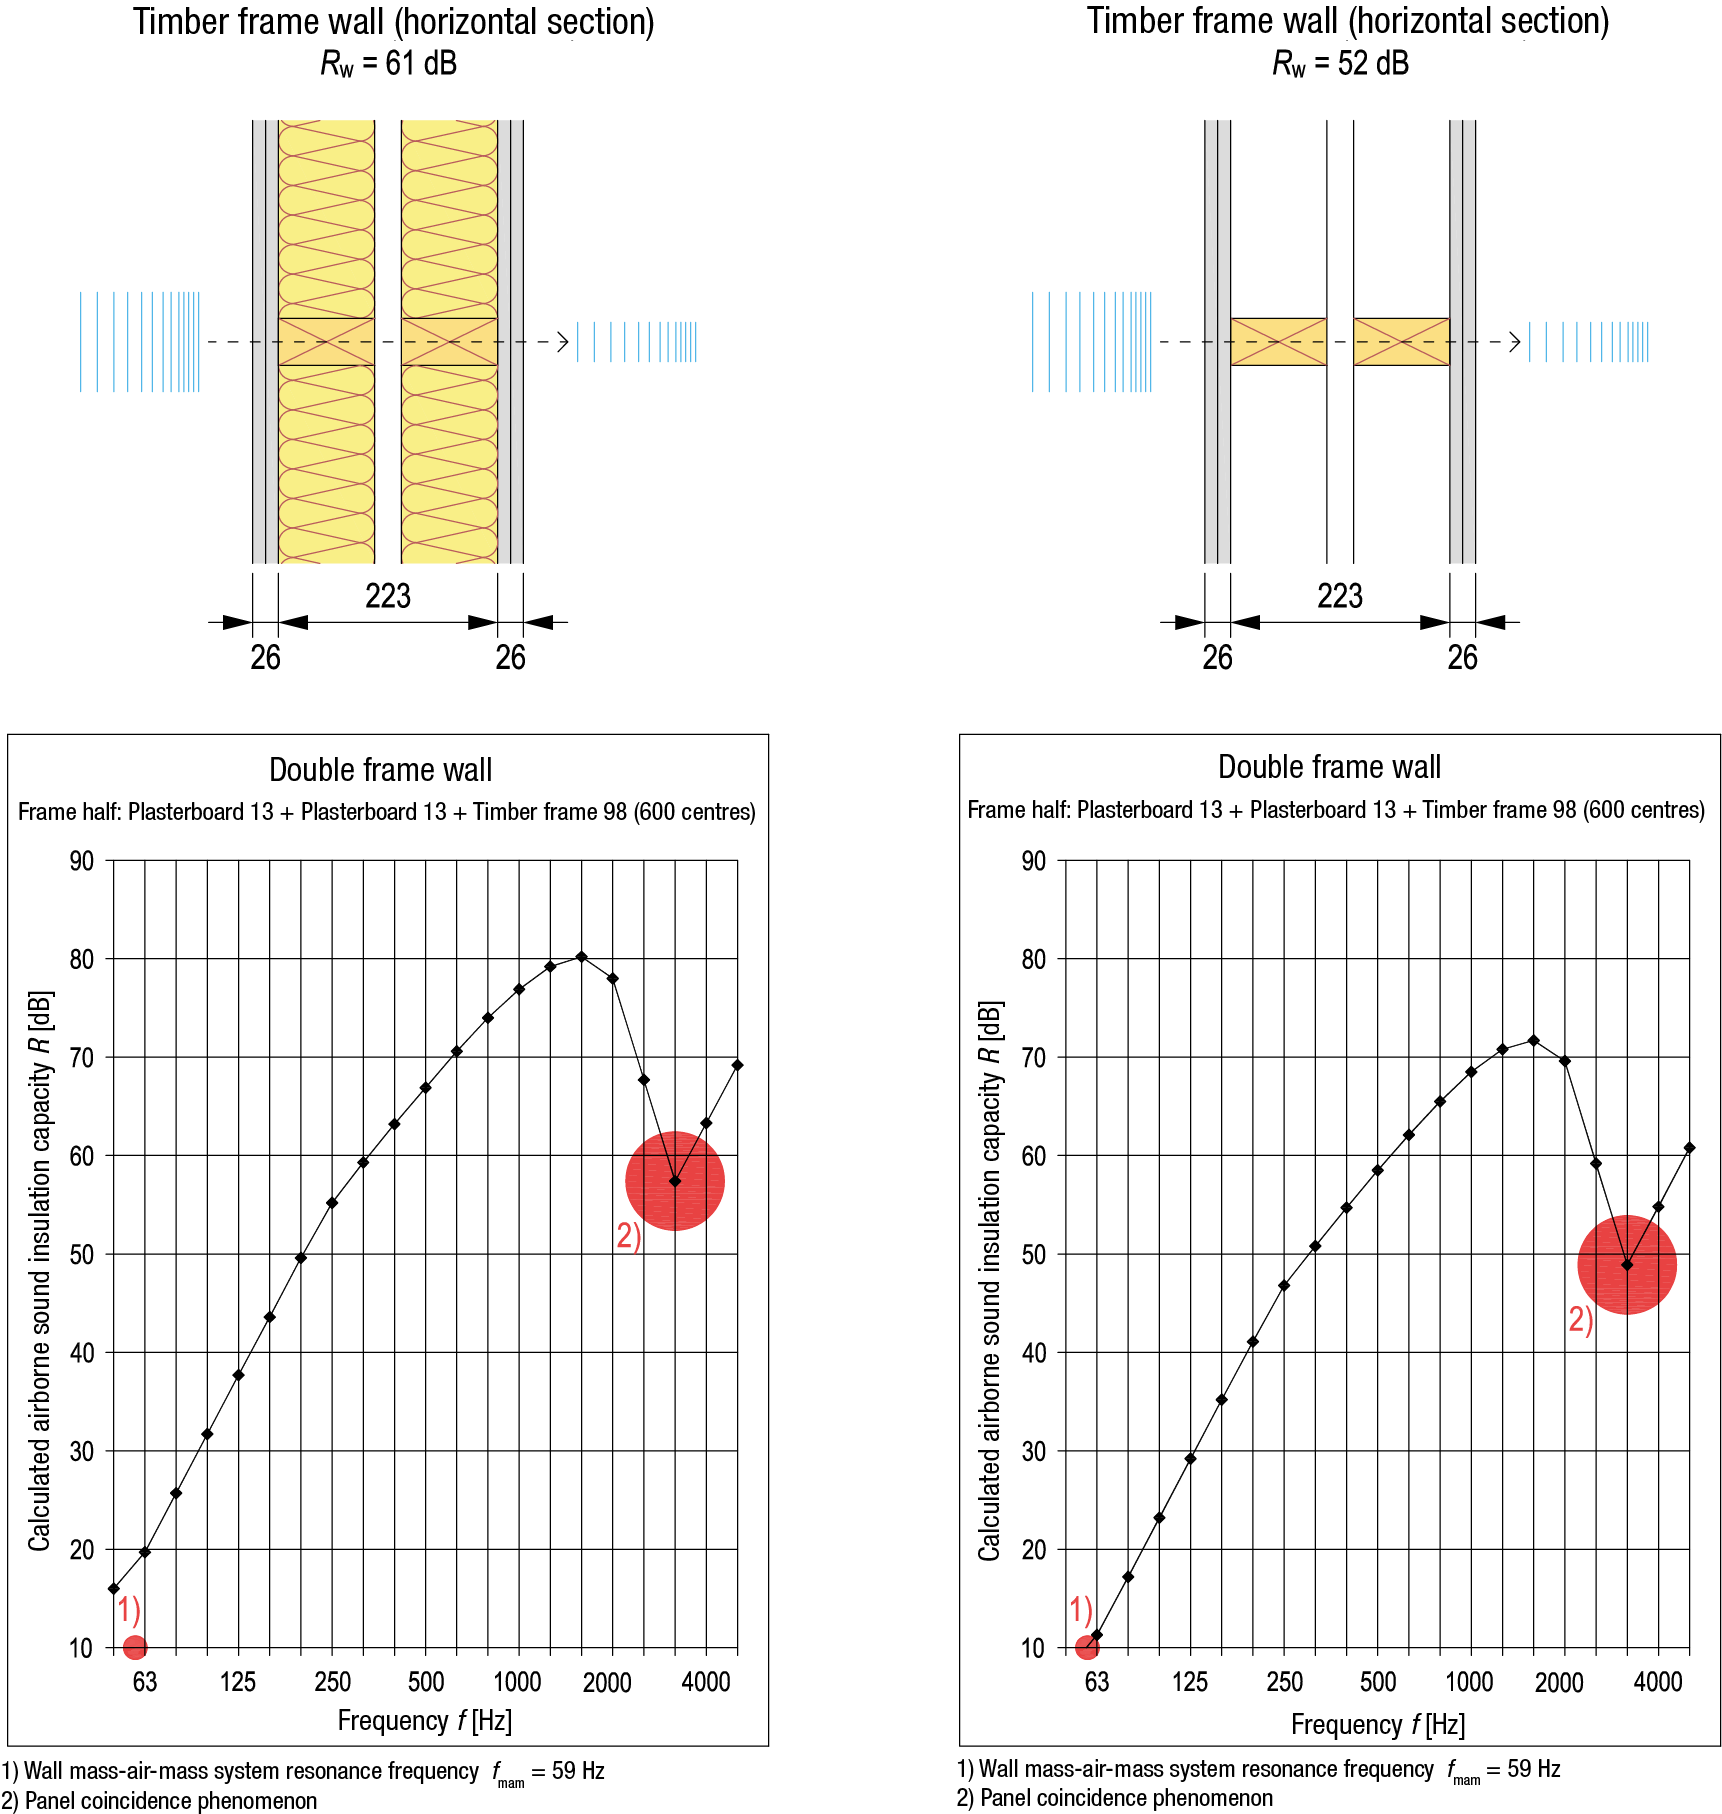 Timber frame wall (horizontal section)
Rw = 61 dB
223
26
26
Double frame wall
Frame half: Plasterboard 13 + Plasterboard 13 + Timber frame 98 (600 centres)
Calculated airborne sound insulation capacity R [dB]
90
80
70
60
50
40
30
20
10
2)
1)
63
125
250
500
1000
2000
4000
Frequency f [Hz]
1) Wall mass-air-mass system resonance frequency fmam = 59 Hz
2) Panel coincidence phenomenon
Timber frame wall (horizontal section)
Rw = 52 dB
223
26
26
Double frame wall
Frame half: Plasterboard 13 + Plasterboard 13 + Timber frame 98 (600 centres)
Calculated airborne sound insulation capacity R [dB]
90
80
70
60
50
40
30
20
10
2)
1)
63
125
250
500
1000
2000
4000
Frequency f [Hz]
1) Wall mass-air-mass system resonance frequency fmam = 59 Hz
2) Panel coincidence phenomenon